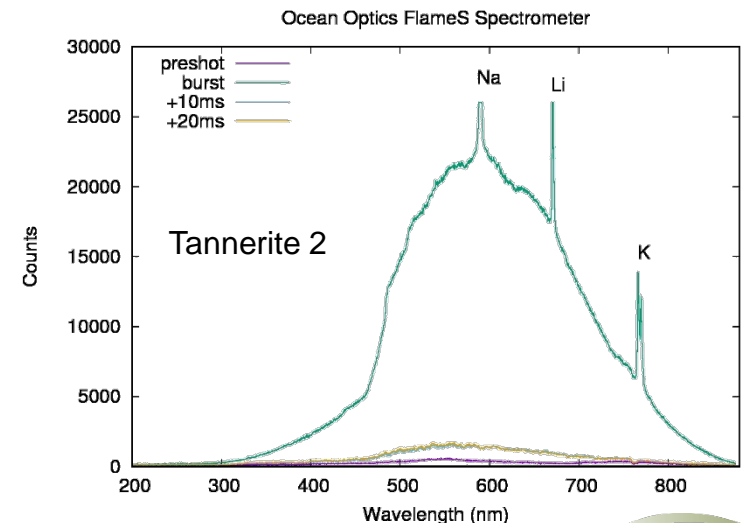 Ocean Optics FlameS Spectrometer
30000
25000
20000
15000
10000
5000
0
Counts
preshot
burst
+10ms
+20ms
Na
Li
K
Tannerite 2
200 300 400 500 600 700 800
Wavelength (nm)